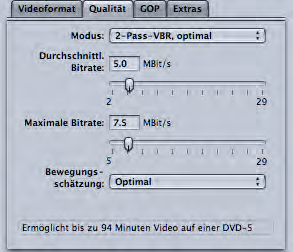 Videoformat Qualität GOP Extras
Modus: 2-Pass-VBR, optimal
Durchschnittl.
Bitrate: 5.0 MBit/s
2 29
Maximale Bitrate: 7.5 MBit/s
5 29
Bewegungs-
schätzung: Optimal
Ermöglicht bis zu 94 Minuten Video auf einer DVD-5